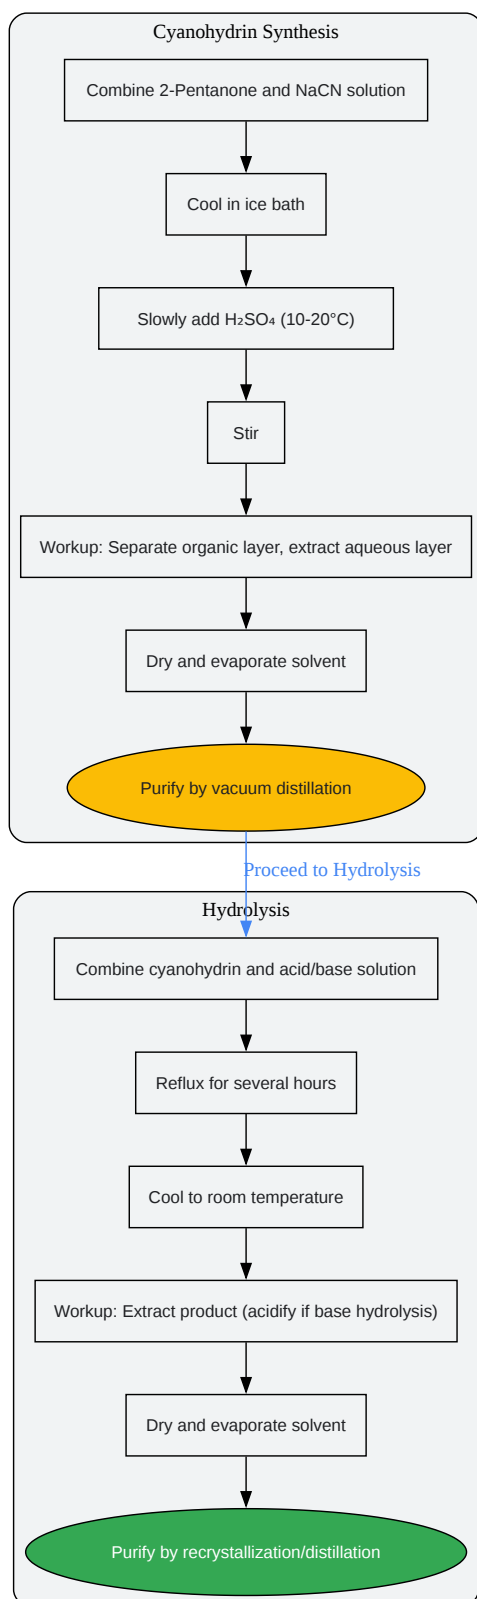 Cyanohydrin Synthesis
Combine 2-Pentanone and NaCN solution
Cool in ice bath
Slowly add H₂SO₄ (10-20°C)
Stir
Workup: Separate organic layer, extract aqueous layer
Dry and evaporate solvent
Purify by vacuum distillation
Proceed to Hydrolysis
Hydrolysis
Combine cyanohydrin and acid/base solution
Reflux for several hours
Cool to room temperature
Workup: Extract product (acidify if base hydrolysis)
Dry and evaporate solvent
Purify by recrystallization/distillation